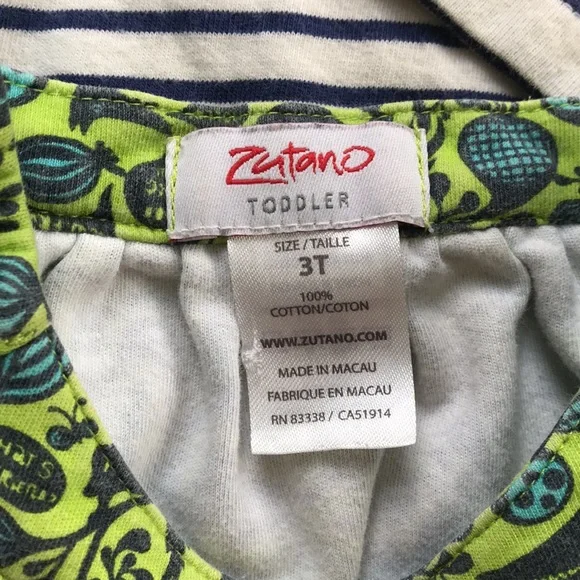 Zutano
TODDLER
SIZE / TAILLE
3T
100%
COTTON/COTON
WWW.ZUTANO.COM
MADE IN MACAU
FABRIQUE EN MACAU
RN 83338 / CA51914